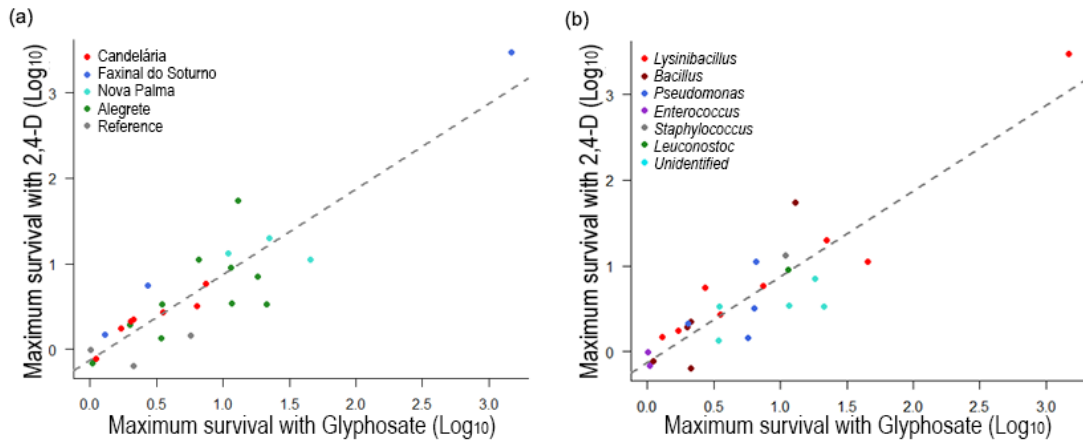 (a)
Maximum survival with 2,4-D (Log10)
3
2
1
0
Candelária
Faxinal do Soturno
Nova Palma
Alegrete
Reference
0.0 0.5 1.0 1.5 2.0 2.5 3.0
Maximum survival with Glyphosate (Log10)
(b)
Maximum survival with 2,4-D (Log10)
3
2
1
0
Lysinibacillus
Bacillus
Pseudomonas
Enterococcus
Staphylococcus
Leuconostoc
Unidentified
0.0 0.5 1.0 1.5 2.0 2.5 3.0
Maximum survival with Glyphosate (Log10)